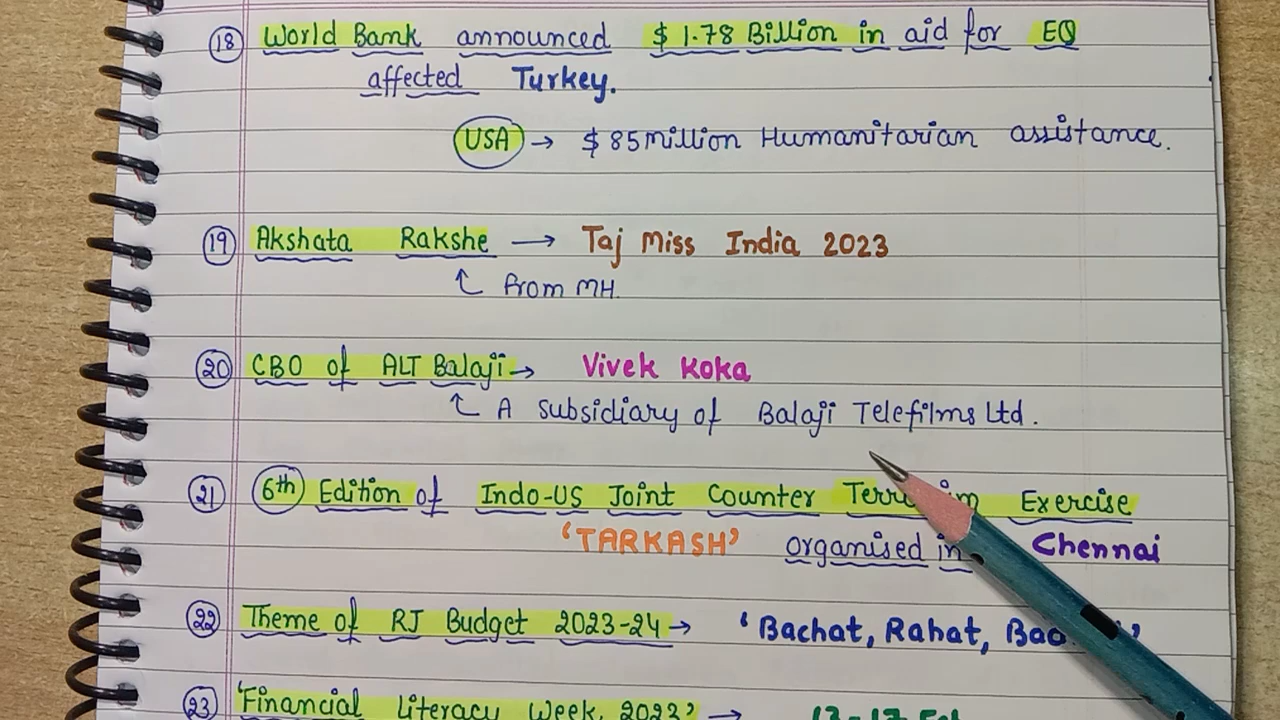 18 World Bank announced $1.78 Billion in aid for EQ
affected Turkey.
USA → $85 million Humanitarian assistance.
19 Akshata Rakshe → Taj Miss India 2023
from MH.
20 CBO of ALT Balaji → Vivek Koka
A Subsidiary of Balaji Telefilms Ltd.
21 6th Edition of Indo-US Joint Counter Exercise
'TARKASH' organised in Chennai
22 Theme of RJ Budget 2023-24 → 'Bachat, Rahat,
23 'Financial Literacy Week, 2023' →